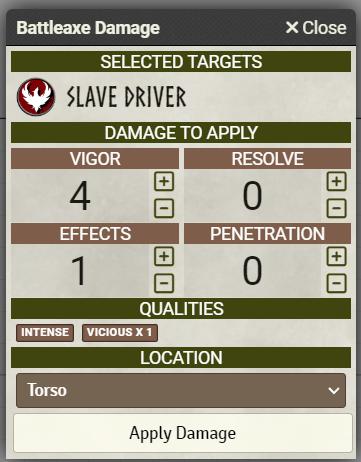 Battleaxe Damage ✕ Close
SELECTED TARGETS
SLAVE DRIVER
DAMAGE TO APPLY
VIGOR RESOLVE
4 + − 0 + −
EFFECTS PENETRATION
1 + − 0 + −
QUALITIES
INTENSE VICIOUS X 1
LOCATION
Torso
Apply Damage